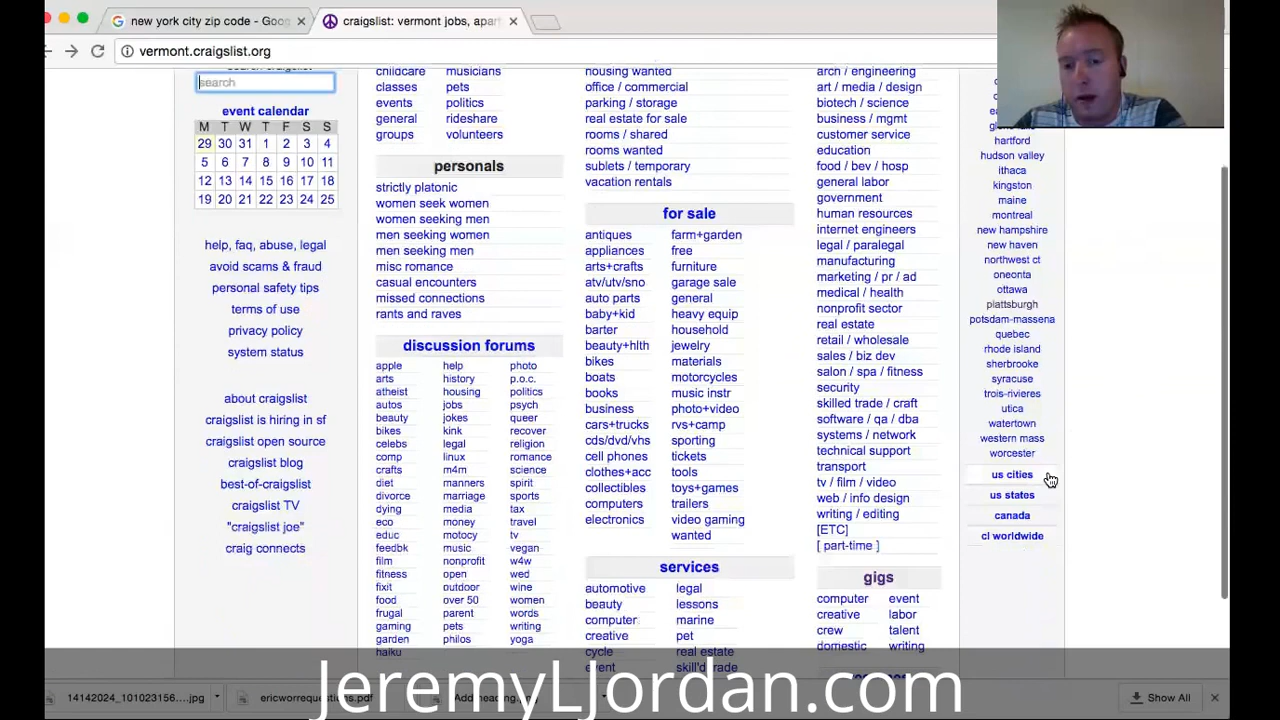 new york city zip code - Goo
craigslist: vermont jobs, apart
vermont.craigslist.org
search
event calendar
M T W T F S S
29 30 31 1 2 3 4
5 6 7 8 9 10 11
12 13 14 15 16 17 18
19 20 21 22 23 24 25
help, faq, abuse, legal
avoid scams & fraud
personal safety tips
terms of use
privacy policy
system status
about craigslist
craigslist is hiring in sf
craigslist open source
craigslist blog
best-of-craigslist
craigslist TV
"craigslist joe"
craig connects
childcare musicians
classes pets
events politics
general rideshare
groups volunteers
personals
strictly platonic
women seek women
women seeking men
men seeking women
men seeking men
misc romance
casual encounters
missed connections
rants and raves
discussion forums
apple help photo
arts history p.o.c.
atheist housing politics
autos jobs psych
beauty jokes queer
bikes kink recover
celebs legal religion
comp linux romance
crafts m4m science
diet manners spirit
divorce marriage sports
dying media tax
eco money travel
educ motocy tv
feedbk music vegan
film nonprofit w4w
fitness open wed
fixit outdoor wine
food over 50 women
frugal parent words
gaming pets writing
garden philos yoga
haiku
housing wanted
office / commercial
parking / storage
real estate for sale
rooms / shared
rooms wanted
sublets / temporary
vacation rentals
for sale
antiques farm+garden
appliances free
arts+crafts furniture
atv/utv/sno garage sale
auto parts general
baby+kid heavy equip
barter household
beauty+hlth jewelry
bikes materials
boats motorcycles
books music instr
business photo+video
cars+trucks rvs+camp
cds/dvd/vhs sporting
cell phones tickets
clothes+acc tools
collectibles toys+games
computers trailers
electronics video gaming
wanted
services
automotive legal
beauty lessons
computer marine
creative pet
cycle real estate
event skill'd trade
arch / engineering
art / media / design
biotech / science
business / mgmt
customer service
education
food / bev / hosp
general labor
government
human resources
internet engineers
legal / paralegal
manufacturing
marketing / pr / ad
medical / health
nonprofit sector
real estate
retail / wholesale
sales / biz dev
salon / spa / fitness
security
skilled trade / craft
software / qa / dba
systems / network
technical support
transport
tv / film / video
web / info design
writing / editing
[ETC]
[ part-time ]
gigs
computer event
creative labor
crew talent
domestic writing
hartford
hudson valley
ithaca
kingston
maine
montreal
new hampshire
new haven
northwest ct
oneonta
ottawa
plattsburgh
potsdam-massena
quebec
rhode island
sherbrooke
syracuse
trois-rivieres
utica
watertown
western mass
worcester
us cities
us states
canada
cl worldwide
JeremyLJordan.com
14142024_101023156....jpg
ericworrequestions.pdf
Show All